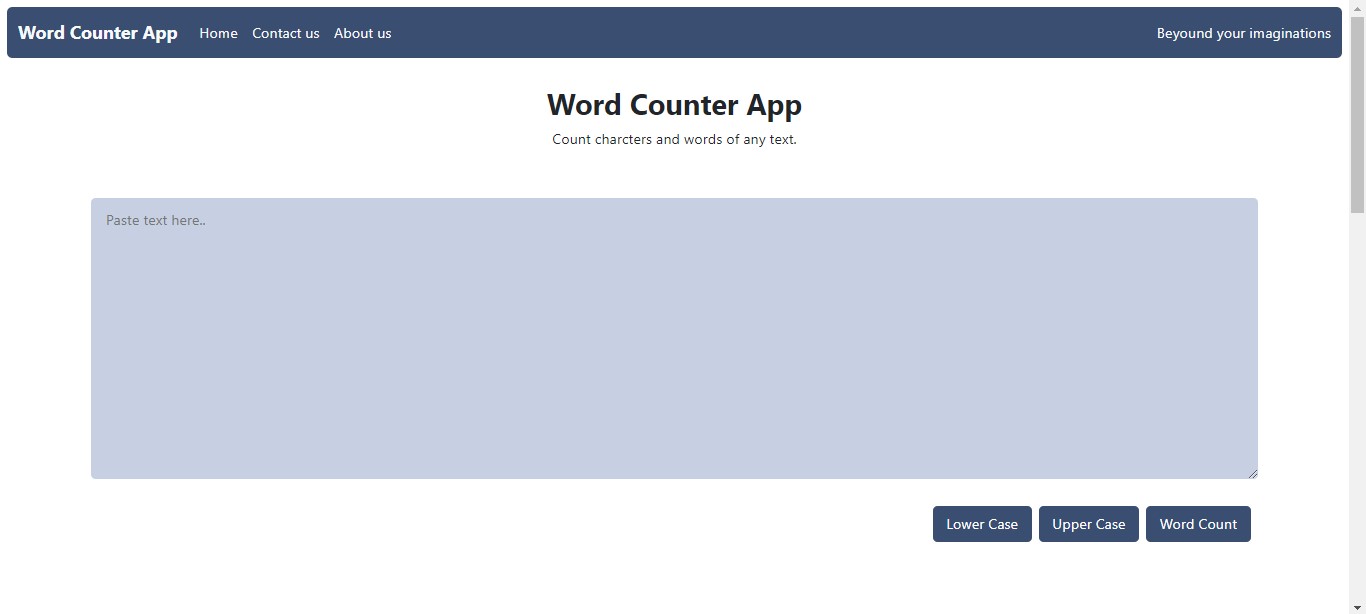 Word Counter App Home Contact us About us Beyound your imaginations
Word Counter App
Count charcters and words of any text.
Paste text here..
Lower Case Upper Case Word Count